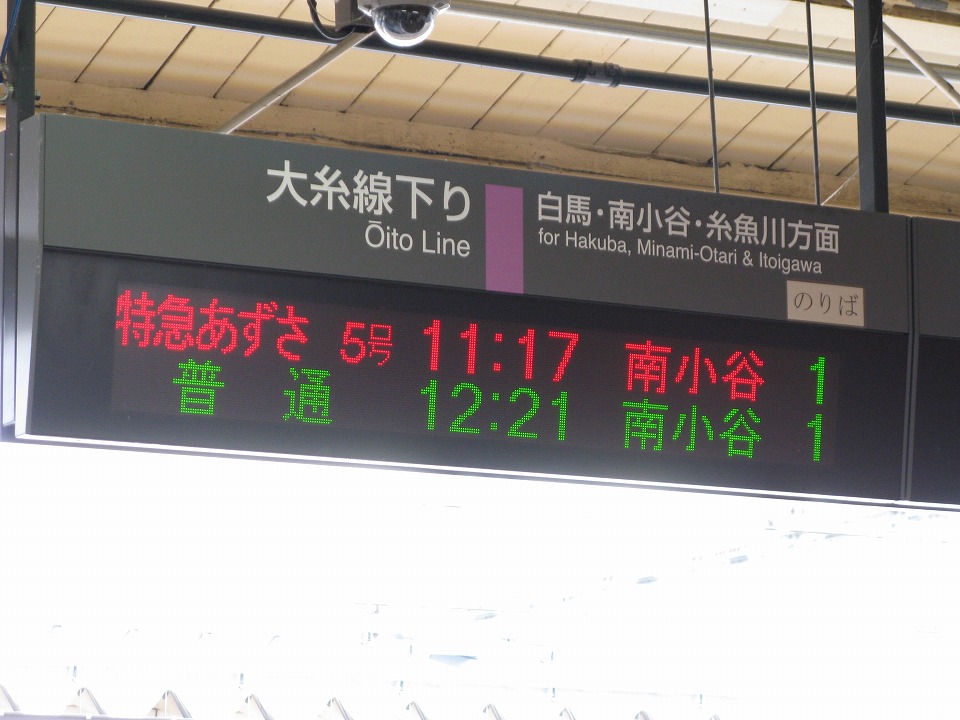 大糸線下り
Ōito Line
白馬・南小谷・糸魚川方面
for Hakuba, Minami-Otari & Itoigawa
のりば
特急あずさ 5号 11:17 南小谷 1
普 通 12:21 南小谷 1